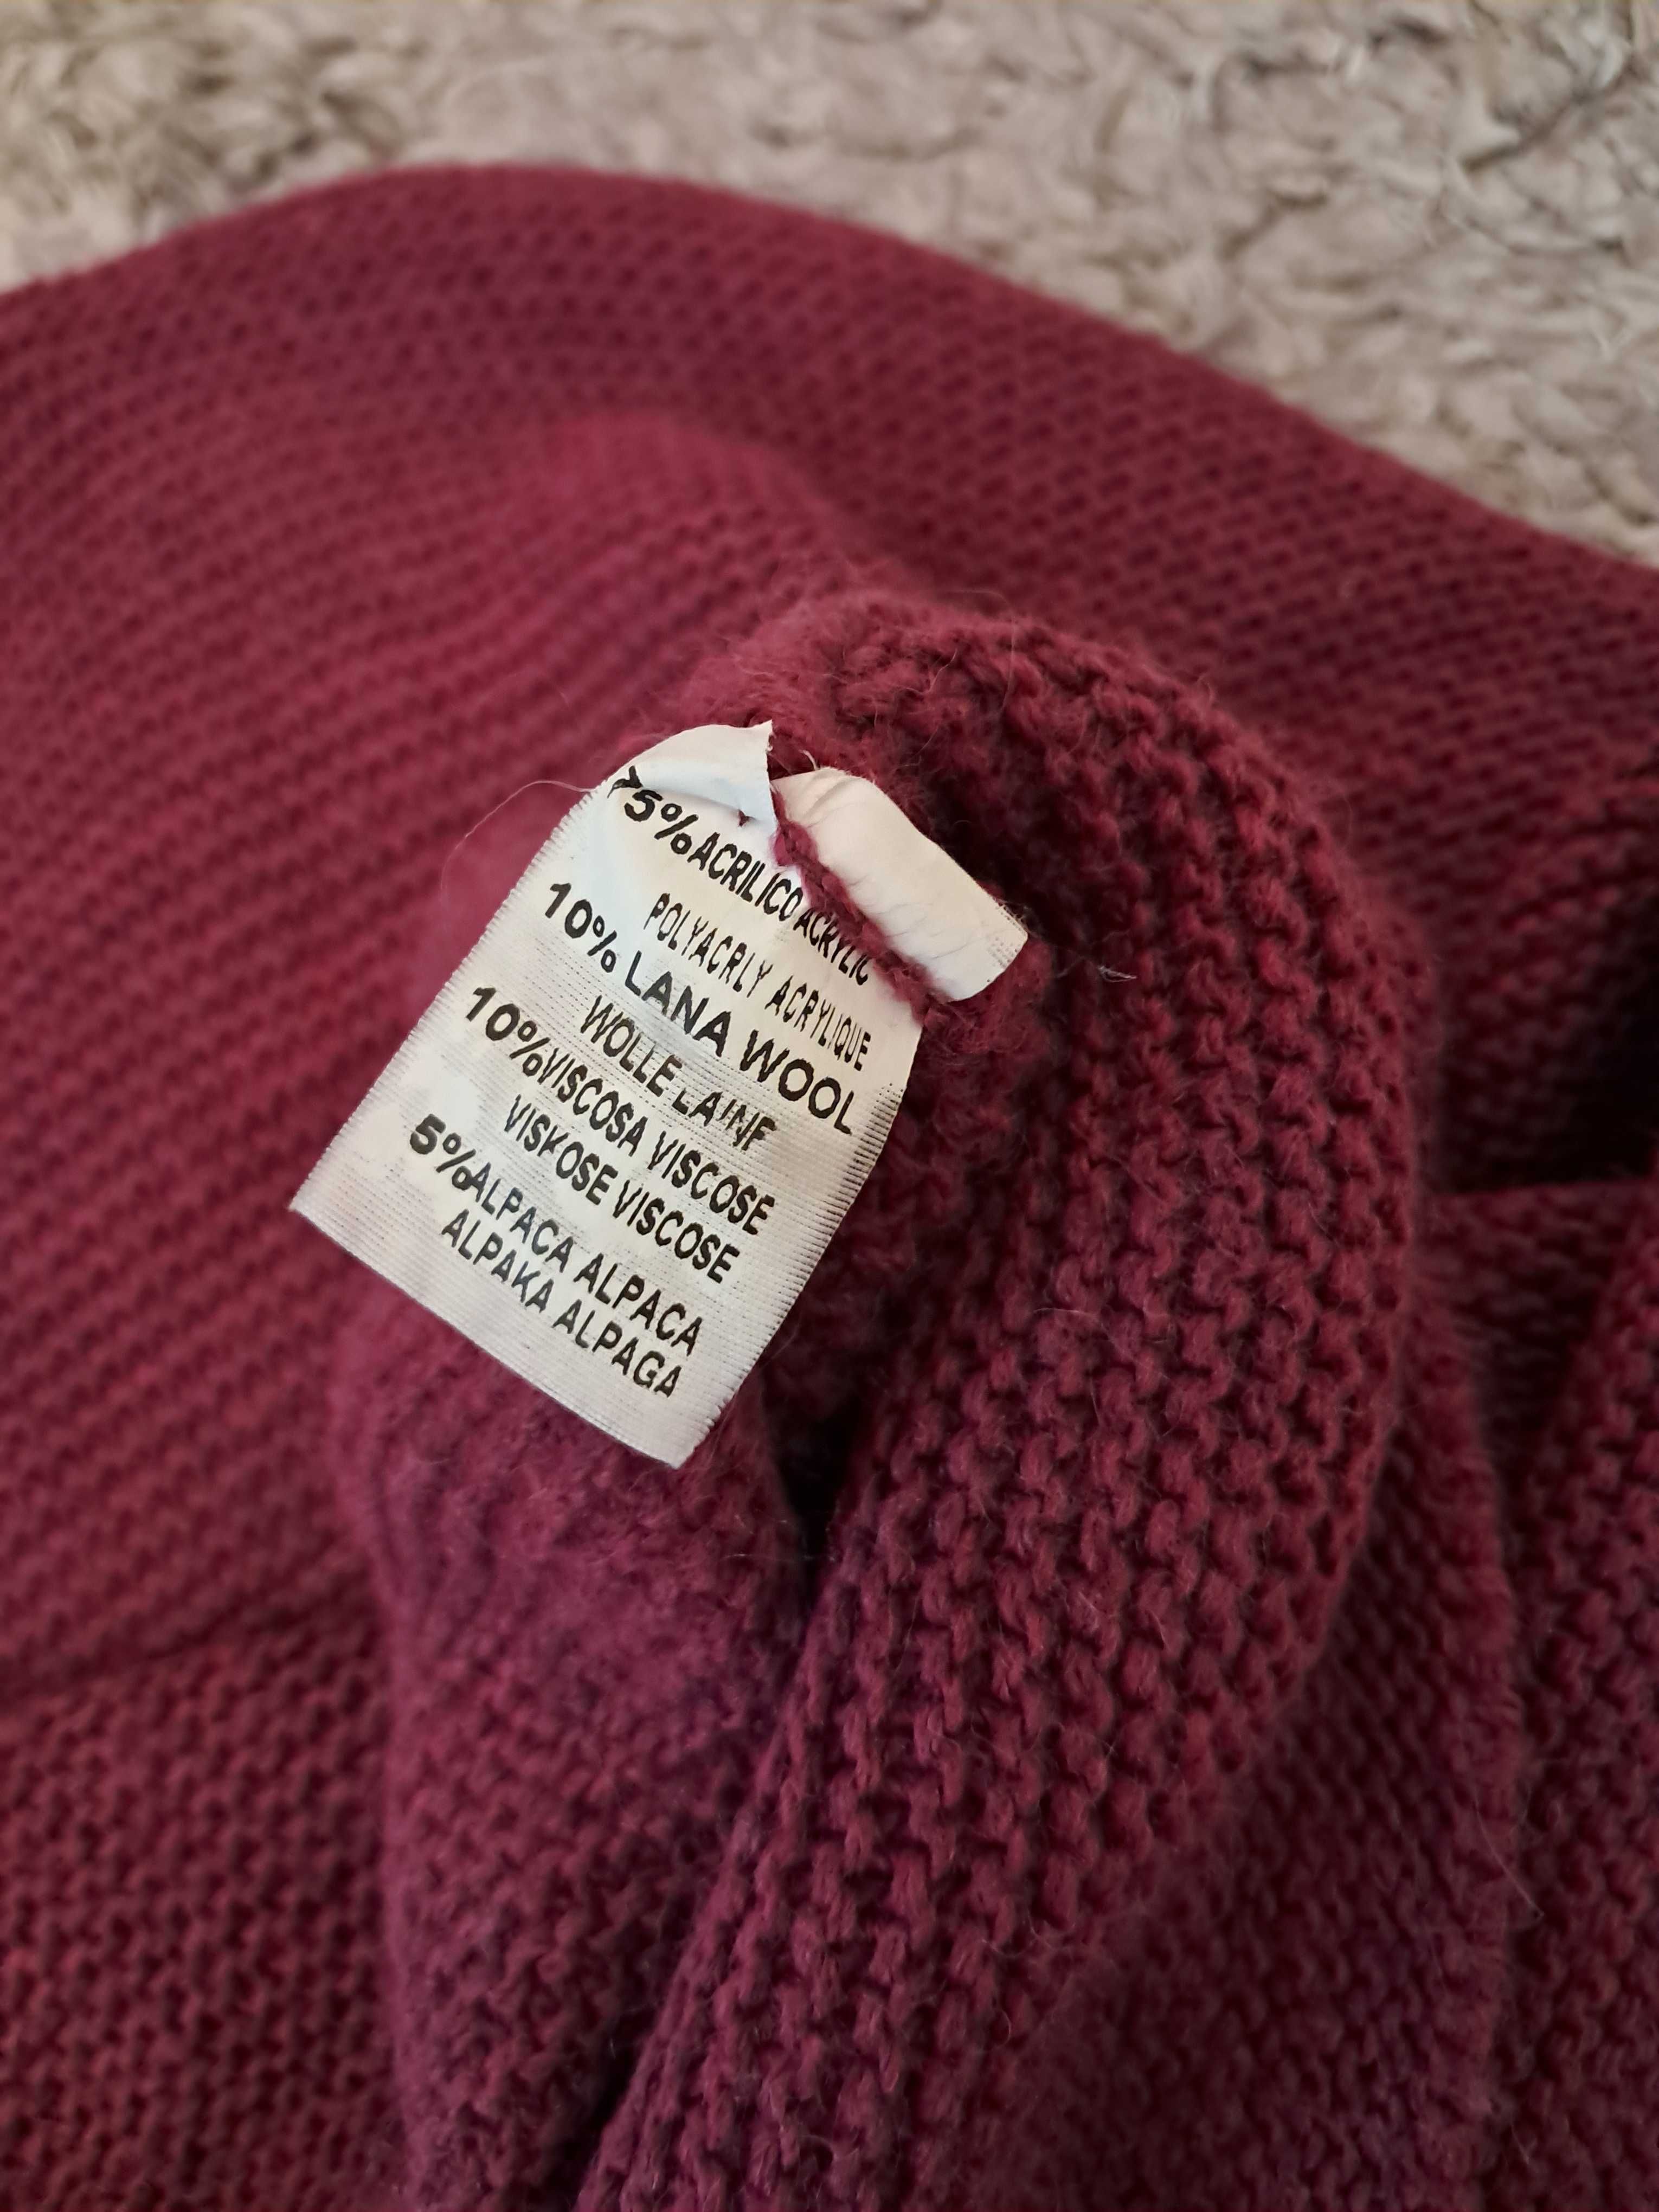 75% ACRILICO ACRYLIC
POLYACRLY ACRYLIQUE
10% LANA WOOL
WOLLE LAINE
10% VISCOSA VISCOSE
VISKOSE VISCOSE
5% ALPACA ALPACA
ALPAKA ALPAGA